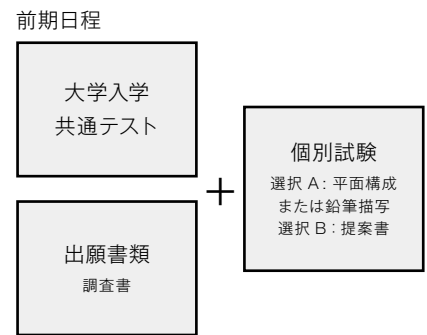 前期日程
大学入学
共通テスト
出願書類
調査書
+
個別試験
選択 A：平面構成
または鉛筆描写
選択 B：提案書